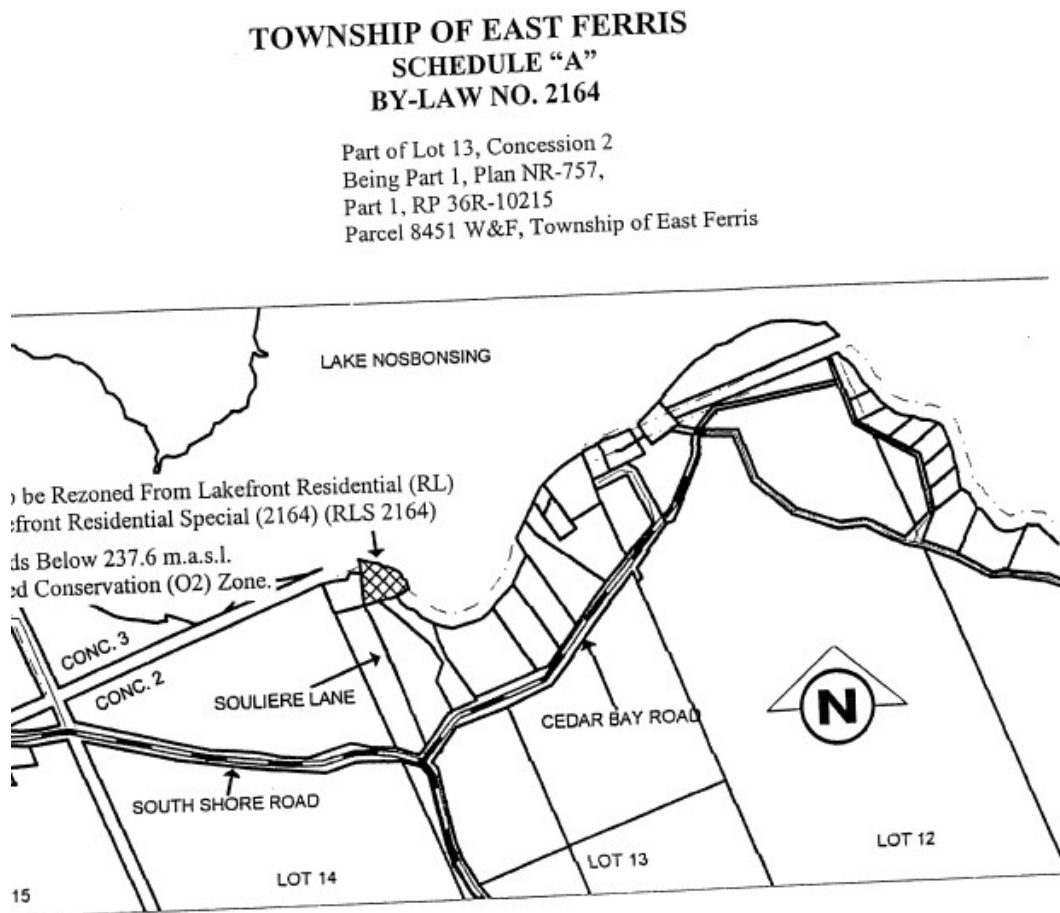 TOWNSHIP OF EAST FERRIS
SCHEDULE “A”
BY-LAW NO. 2164
Part of Lot 13, Concession 2
Being Part 1, Plan NR-757,
Part 1, RP 36R-10215
Parcel 8451 W&F, Township of East Ferris
LAKE NOSBONSING
be Rezoned From Lakefront Residential (RL)
efront Residential Special (2164) (RLS 2164)
ds Below 237.6 m.a.s.l.
ed Conservation (O2) Zone.
CONC. 3
CONC. 2
SOULIERE LANE
CEDAR BAY ROAD
N
SOUTH SHORE ROAD
LOT 12
LOT 13
LOT 14
15